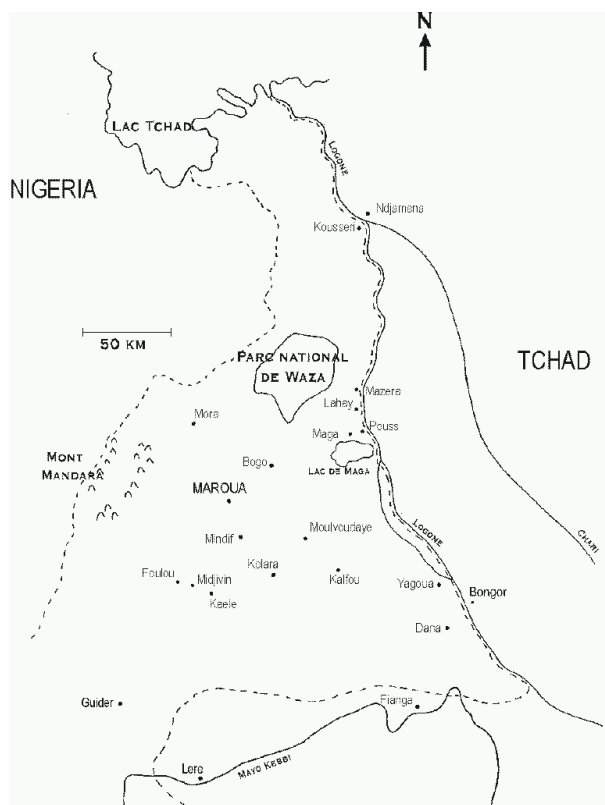 N
LAC TCHAD
NIGERIA
LOGONE
Ndjamena
Kousseri
50 KM
PARC NATIONAL
DE WAZA
TCHAD
Mazera
Lahay
Mora
Maga
Pouss
MONT
MANDARA
Bogo
LAC DE MAGA
MAROUA
LOGONE
Mindif
Moulvoudaye
CHARI
Foulou
Midjivin
Kolara
Kalfou
Yagoua
Bongor
Kaele
Dana
Guider
Fianga
Lere
MAYO KEBBI